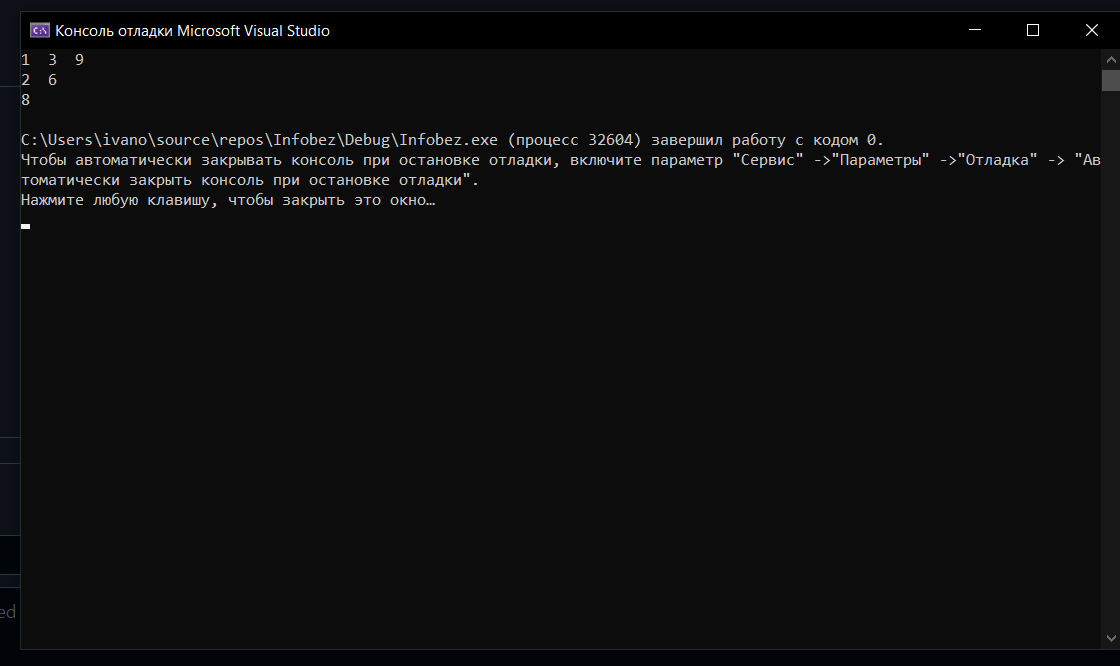 Консоль отладки Microsoft Visual Studio
1  3  9
2  6
8
C:\Users\ivano\source\repos\Infobez\Debug\Infobez.exe (процесс 32604) завершил работу с кодом 0.
Чтобы автоматически закрывать консоль при остановке отладки, включите параметр "Сервис" ->"Параметры" ->"Отладка" -> "Ав
томатически закрыть консоль при остановке отладки".
Нажмите любую клавишу, чтобы закрыть это окно…
ed